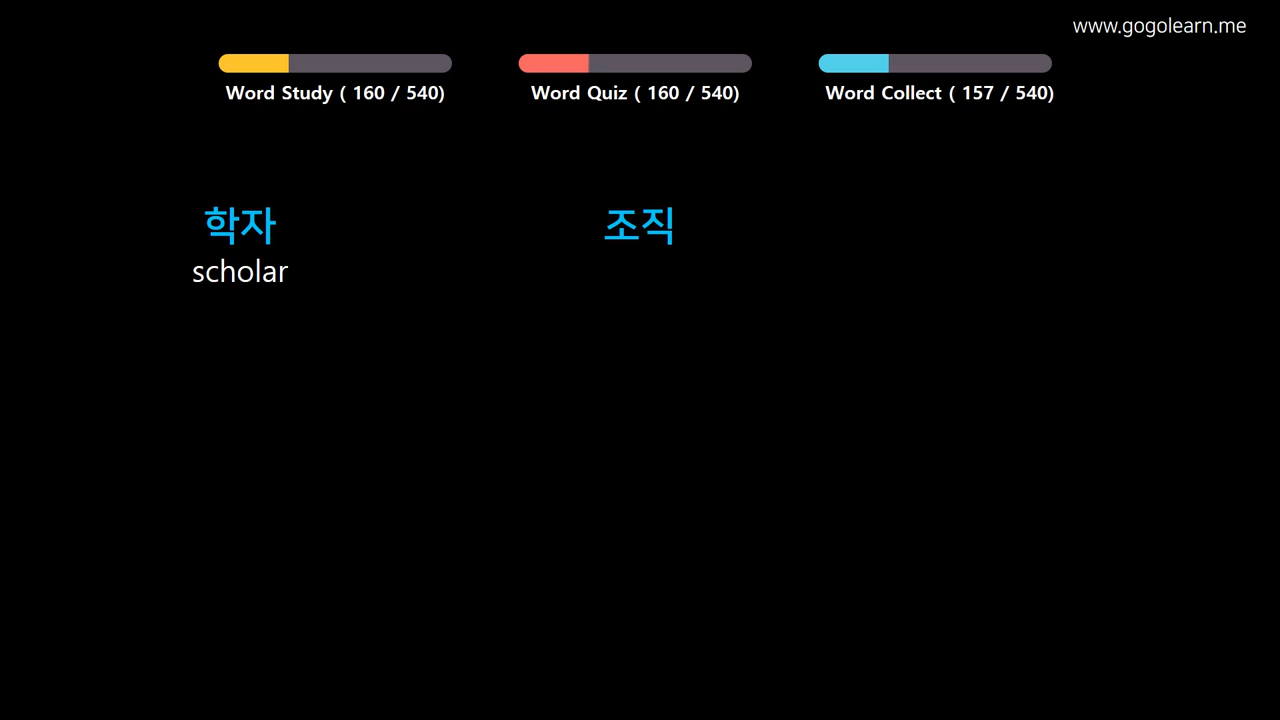 www.gogolearn.me
Word Study ( 160 / 540)
Word Quiz ( 160 / 540)
Word Collect ( 157 / 540)
학자
조직
scholar